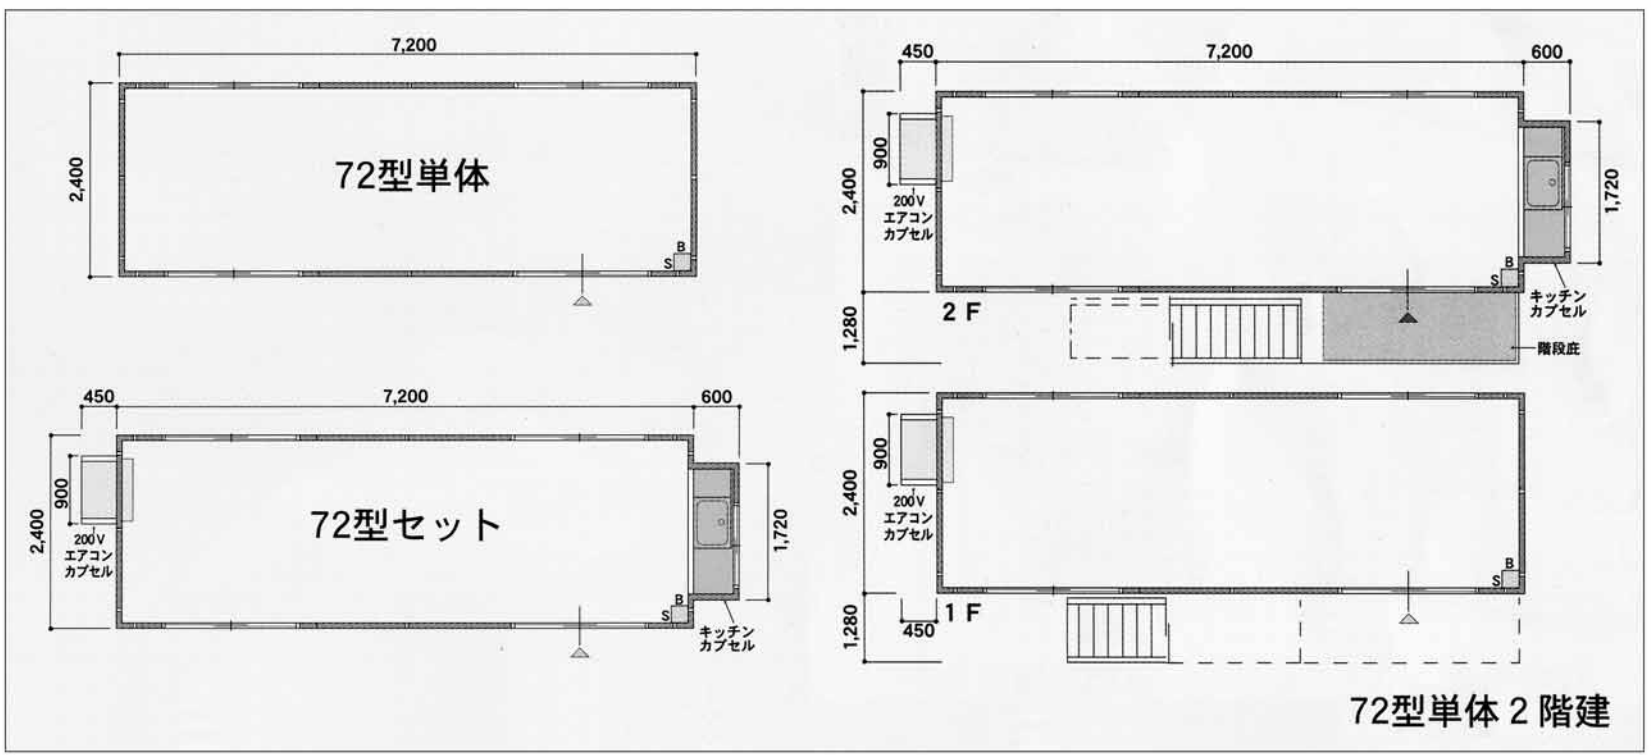 7,200
2,400
72型単体
B
S
450
7,200
600
2,400
900
200V
エアコン
カプセル
72型セット
1,720
B
S
キッチン
カプセル
450
7,200
600
2,400
900
200V
エアコン
カプセル
1,720
B
S
キッチン
カプセル
2 F
1,280
階段庇
2,400
900
200V
エアコン
カプセル
B
S
1 F
450
1,280
72型単体 2 階建